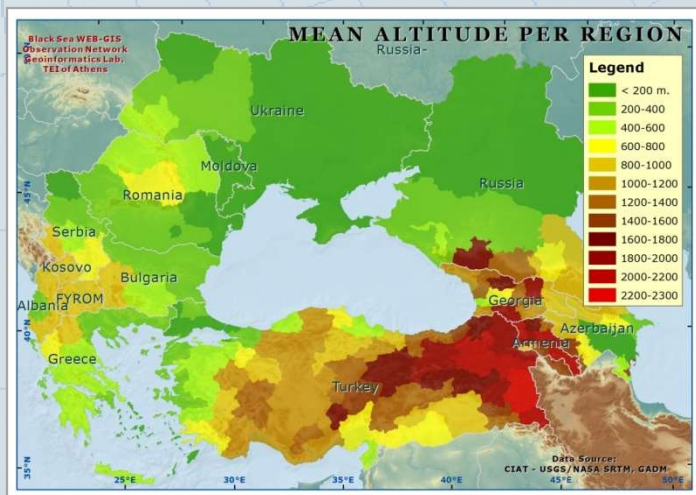 MEAN ALTITUDE PER REGION
Black Sea WEB-GIS
Observation Network
Geoinformatics Lab.
TEI of Athens
Russia-
Legend
< 200 m.
200-400
400-600
600-800
800-1000
1000-1200
1200-1400
1400-1600
1600-1800
1800-2000
2000-2200
2200-2300
Ukraine
Moldova
Romania
Russia
Serbia
Kosovo
Bulgaria
Albania
FYROM
Georgia
Azerbaijan
Armenia
Greece
Turkey
45°N
40°N
35°N
25°E
30°E
35°E
40°E
45°E
50°E
Data Source:
CIAT - USGS/NASA SRTM, GADM